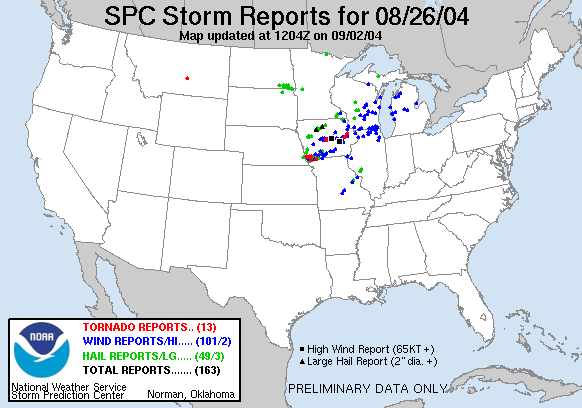 SPC Storm Reports for 08/26/04
Map updated at 1204Z on 09/02/04
NOAA
TORNADO REPORTS.. (13)
WIND REPORTS/HI..... (101/2)
HAIL REPORTS/LG..... (49/3)
TOTAL REPORTS....... (163)
National Weather Service
Storm Prediction Center Norman, Oklahoma
High Wind Report (65KT +)
Large Hail Report (2" dia. +)
PRELIMINARY DATA ONLY